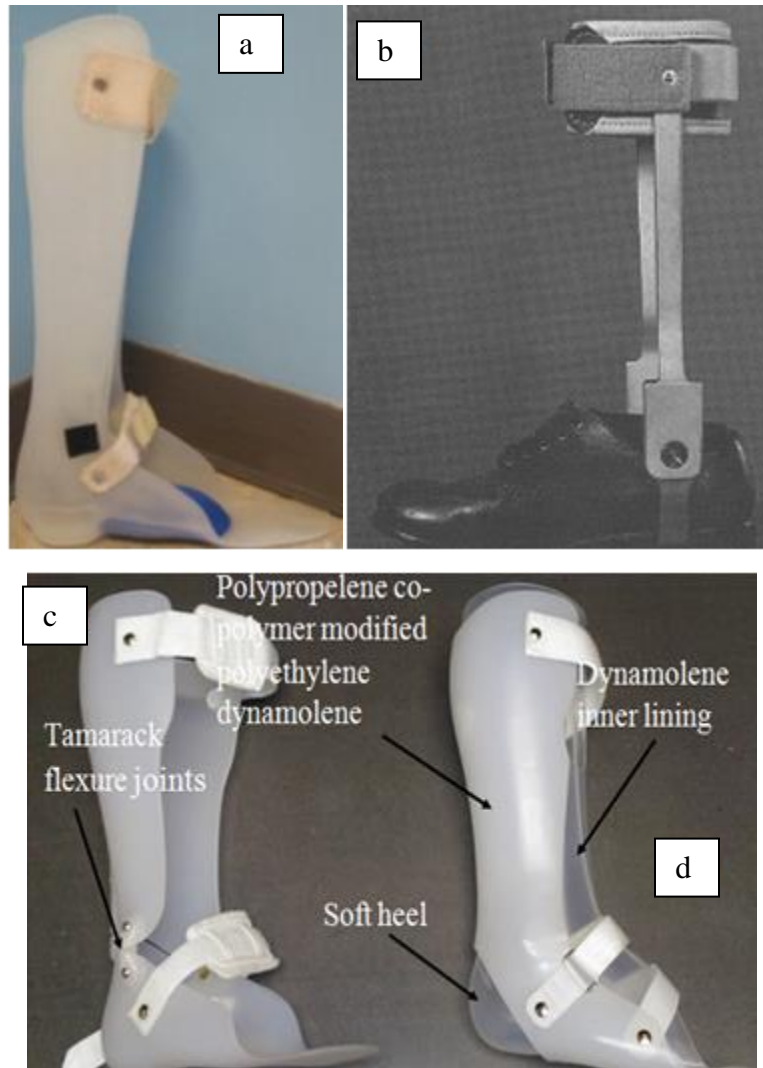 a
b
c
Polypropelene co-
polymer modified
polyethylene
dynamolene
Dynamolene
inner lining
Tamarack
flexure joints
d
Soft heel